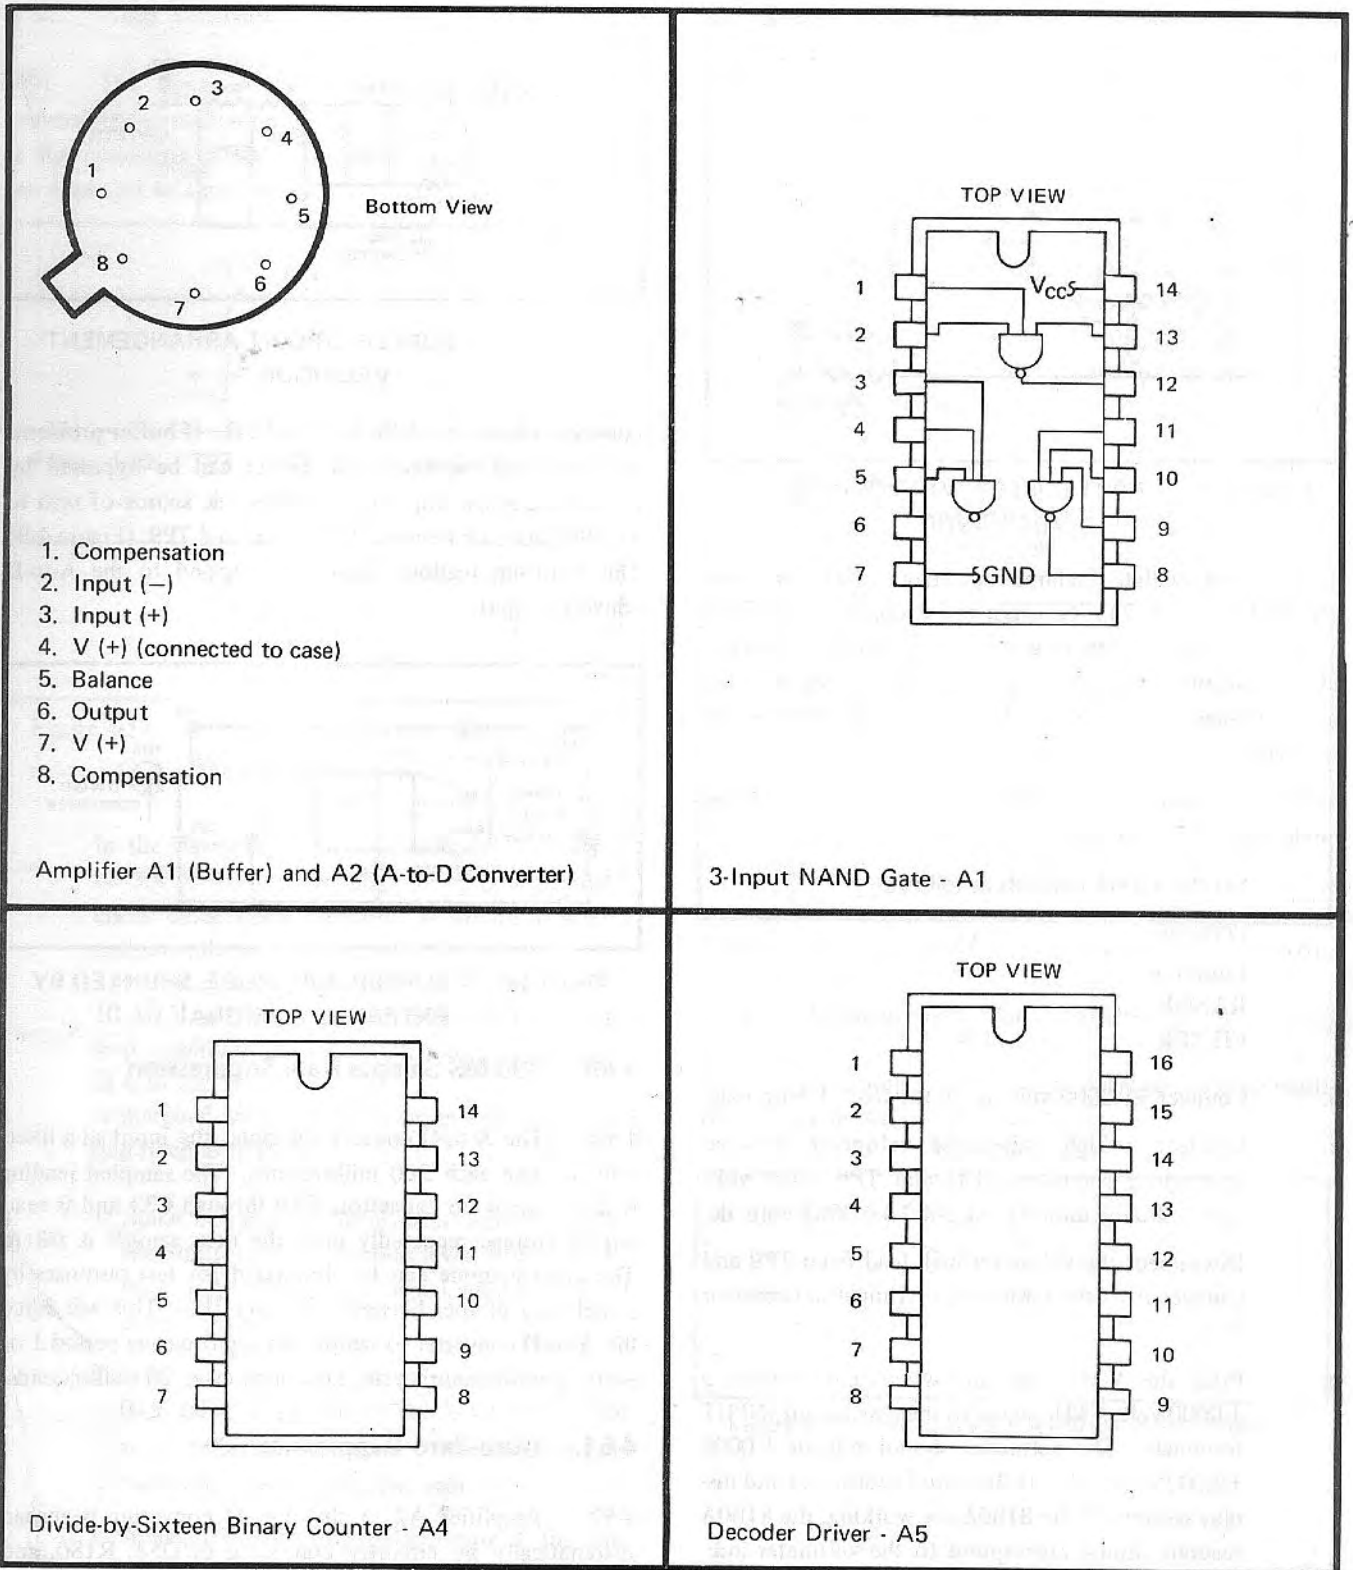 3
2
4
1
5
8
6
7
Bottom View
1. Compensation
2. Input (−)
3. Input (+)
4. V (+) (connected to case)
5. Balance
6. Output
7. V (+)
8. Compensation
Amplifier A1 (Buffer) and A2 (A-to-D Converter)
TOP VIEW
VCC
1 14
2 13
3 12
4 11
5 10
6 9
7 GND 8
3-Input NAND Gate - A1
TOP VIEW
1 14
2 13
3 12
4 11
5 10
6 9
7 8
Divide-by-Sixteen Binary Counter - A4
TOP VIEW
1 16
2 15
3 14
4 13
5 12
6 11
7 10
8 9
Decoder Driver - A5